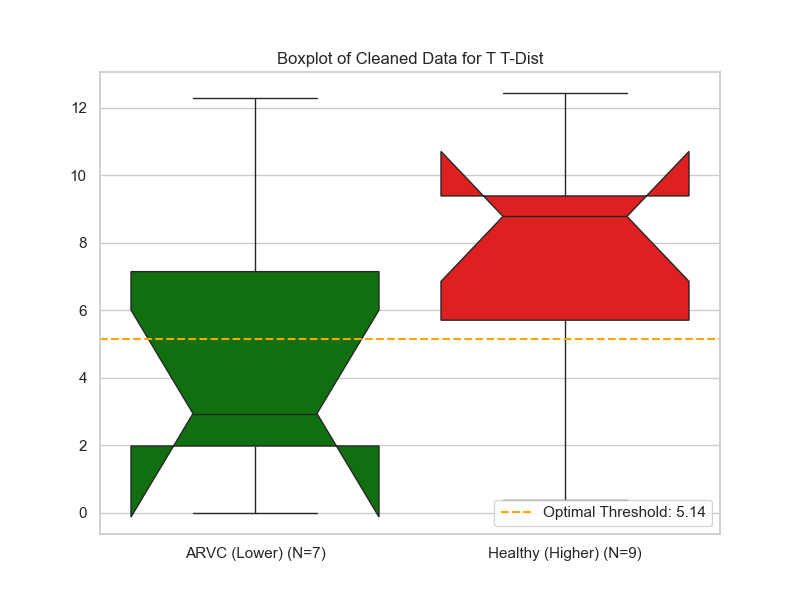 Boxplot of Cleaned Data for T T-Dist
12
10
8
6
4
2
0
Optimal Threshold: 5.14
ARVC (Lower) (N=7)
Healthy (Higher) (N=9)